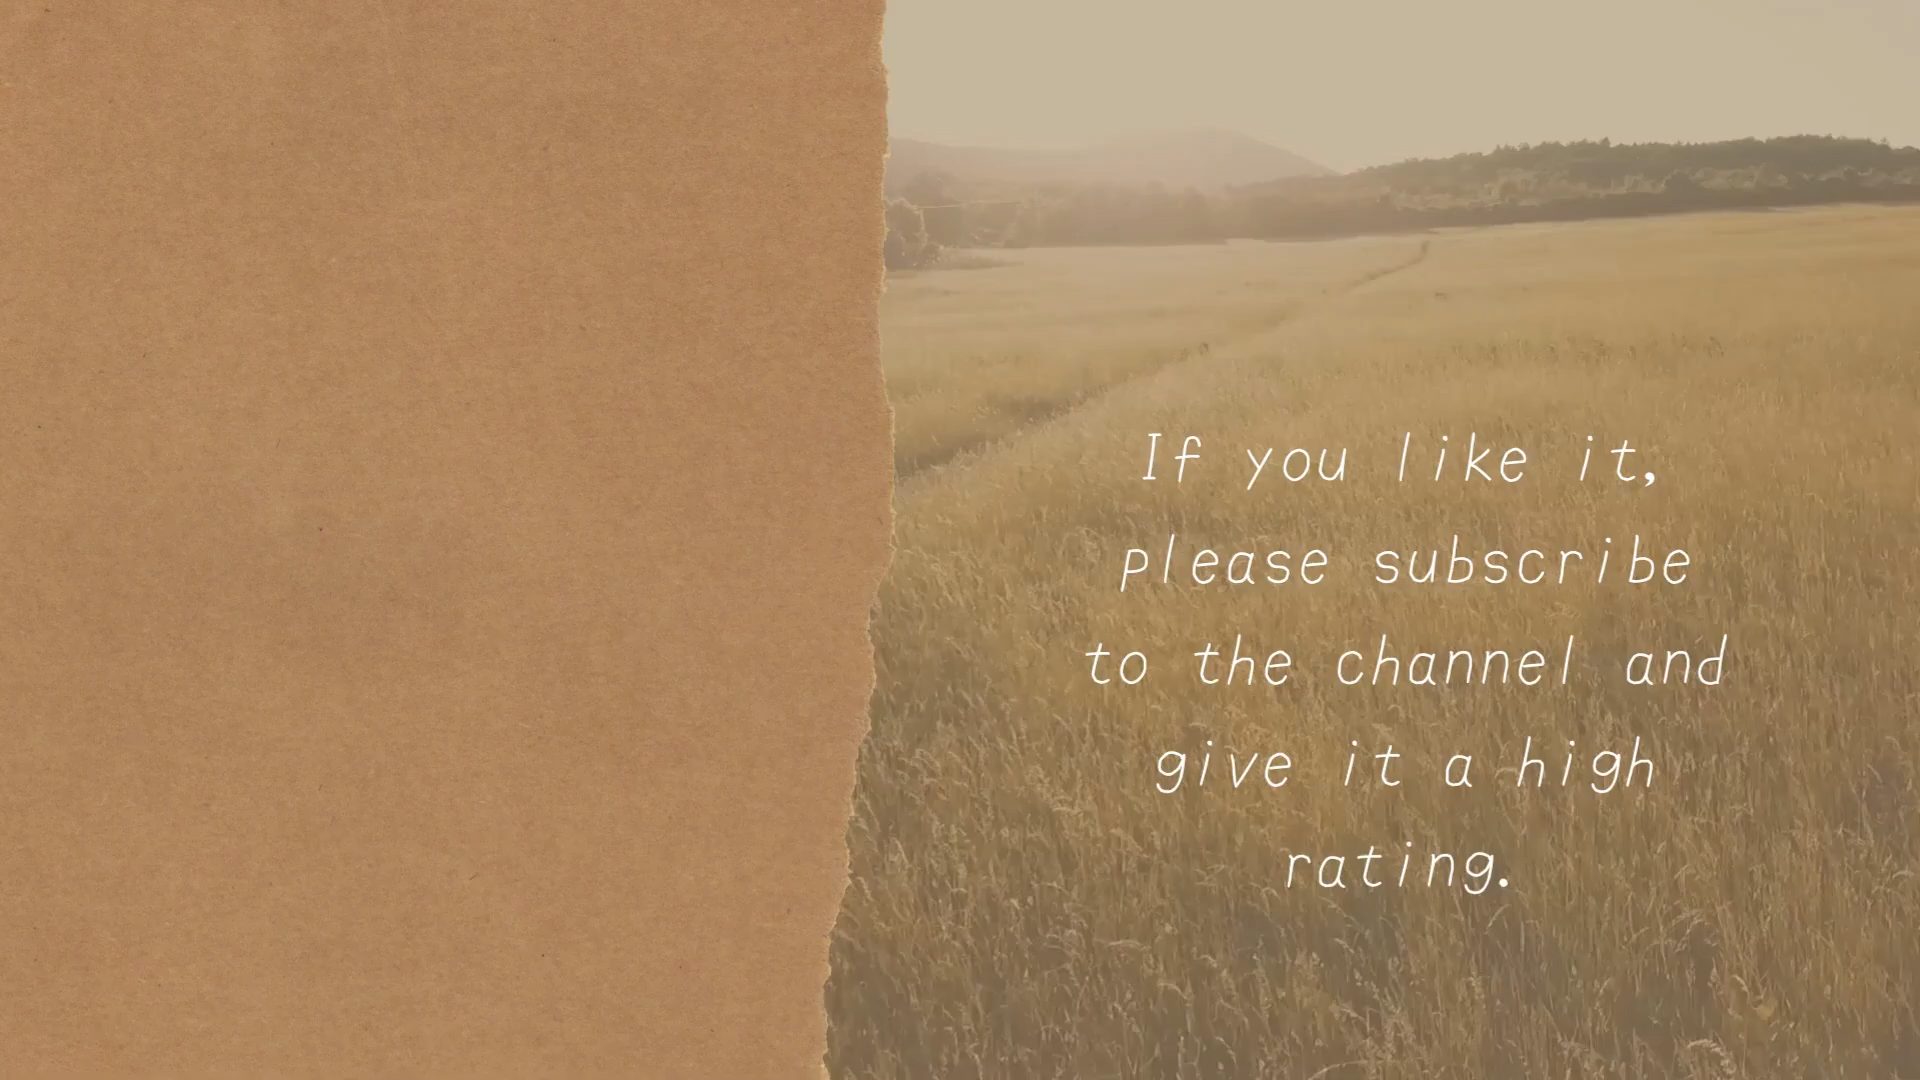 If you like it,
please subscribe
to the channel and
give it a high
rating.